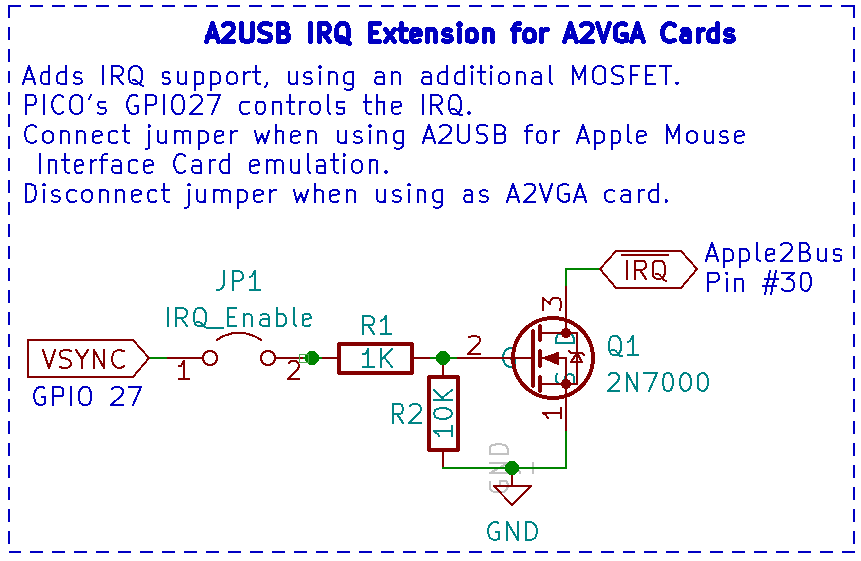 A2USB IRQ Extension for A2VGA Cards
Adds IRQ support, using an additional MOSFET.
PICO's GPIO27 controls the IRQ.
Connect jumper when using A2USB for Apple Mouse
Interface Card emulation.
Disconnect jumper when using as A2VGA card.
Apple2Bus
Pin #30
IRQ
JP1
IRQ_Enable
3
R1
D
Q1
VSYNC
1
2
1K
2
G
S
2N7000
GPIO 27
R2
10K
1
GND
1
GND